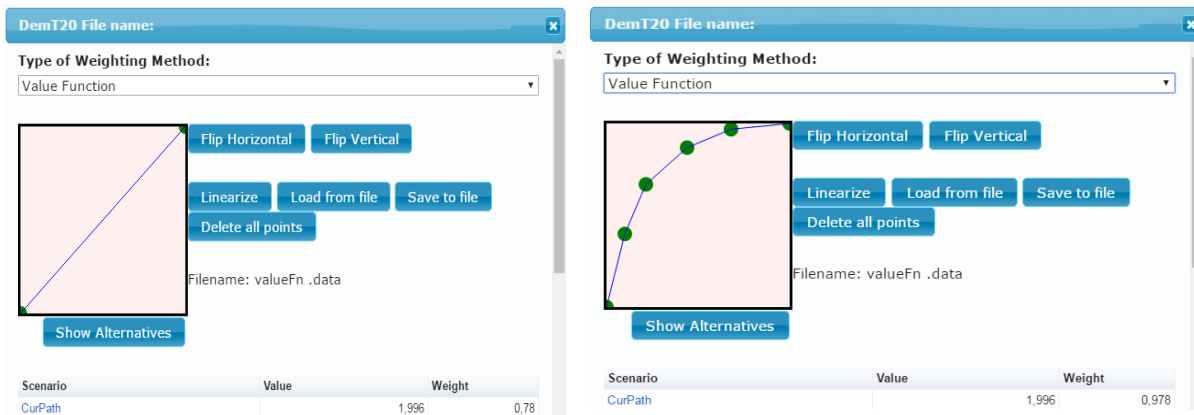 DemT20 File name:
Type of Weighting Method:
Value Function
Flip Horizontal Flip Vertical
Linearize Load from file Save to file
Delete all points
Filename: valueFn .data
Show Alternatives
Scenario Value Weight
CurPath 1,996 0,78
DemT20 File name:
Type of Weighting Method:
Value Function
Flip Horizontal Flip Vertical
Linearize Load from file Save to file
Delete all points
Filename: valueFn .data
Show Alternatives
Scenario Value Weight
CurPath 1,996 0,978